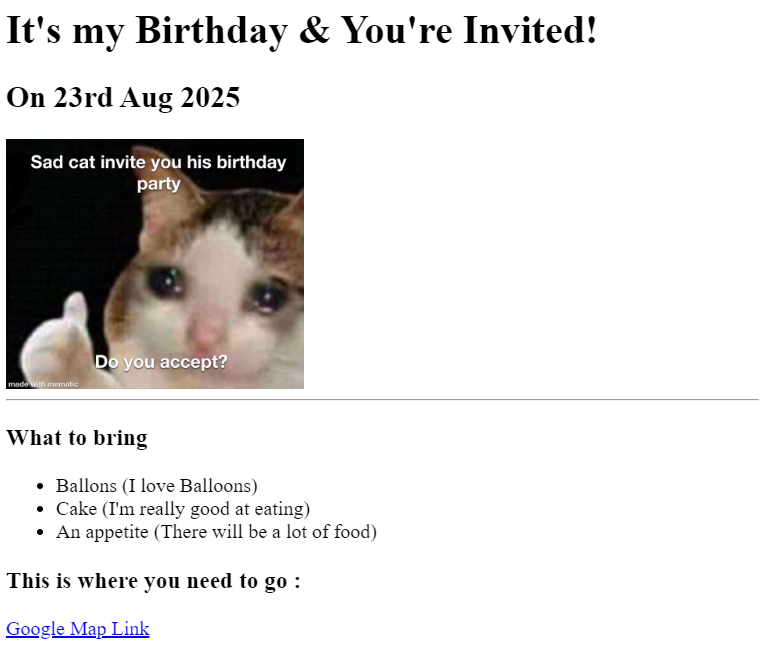 It's my Birthday & You're Invited!
On 23rd Aug 2025
Sad cat invite you his birthday
party
Do you accept?
made with mematic
What to bring
Ballons (I love Balloons)
Cake (I'm really good at eating)
An appetite (There will be a lot of food)
This is where you need to go :
Google Map Link